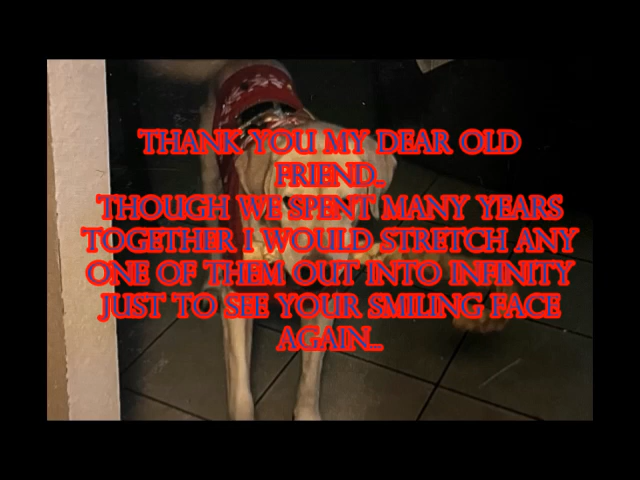 THANK YOU MY DEAR OLD
FRIEND..
THOUGH WE SPENT MANY YEARS
TOGETHER I WOULD STRETCH ANY
ONE OF THEM OUT INTO INFINITY
JUST TO SEE YOUR SMILING FACE
AGAIN...